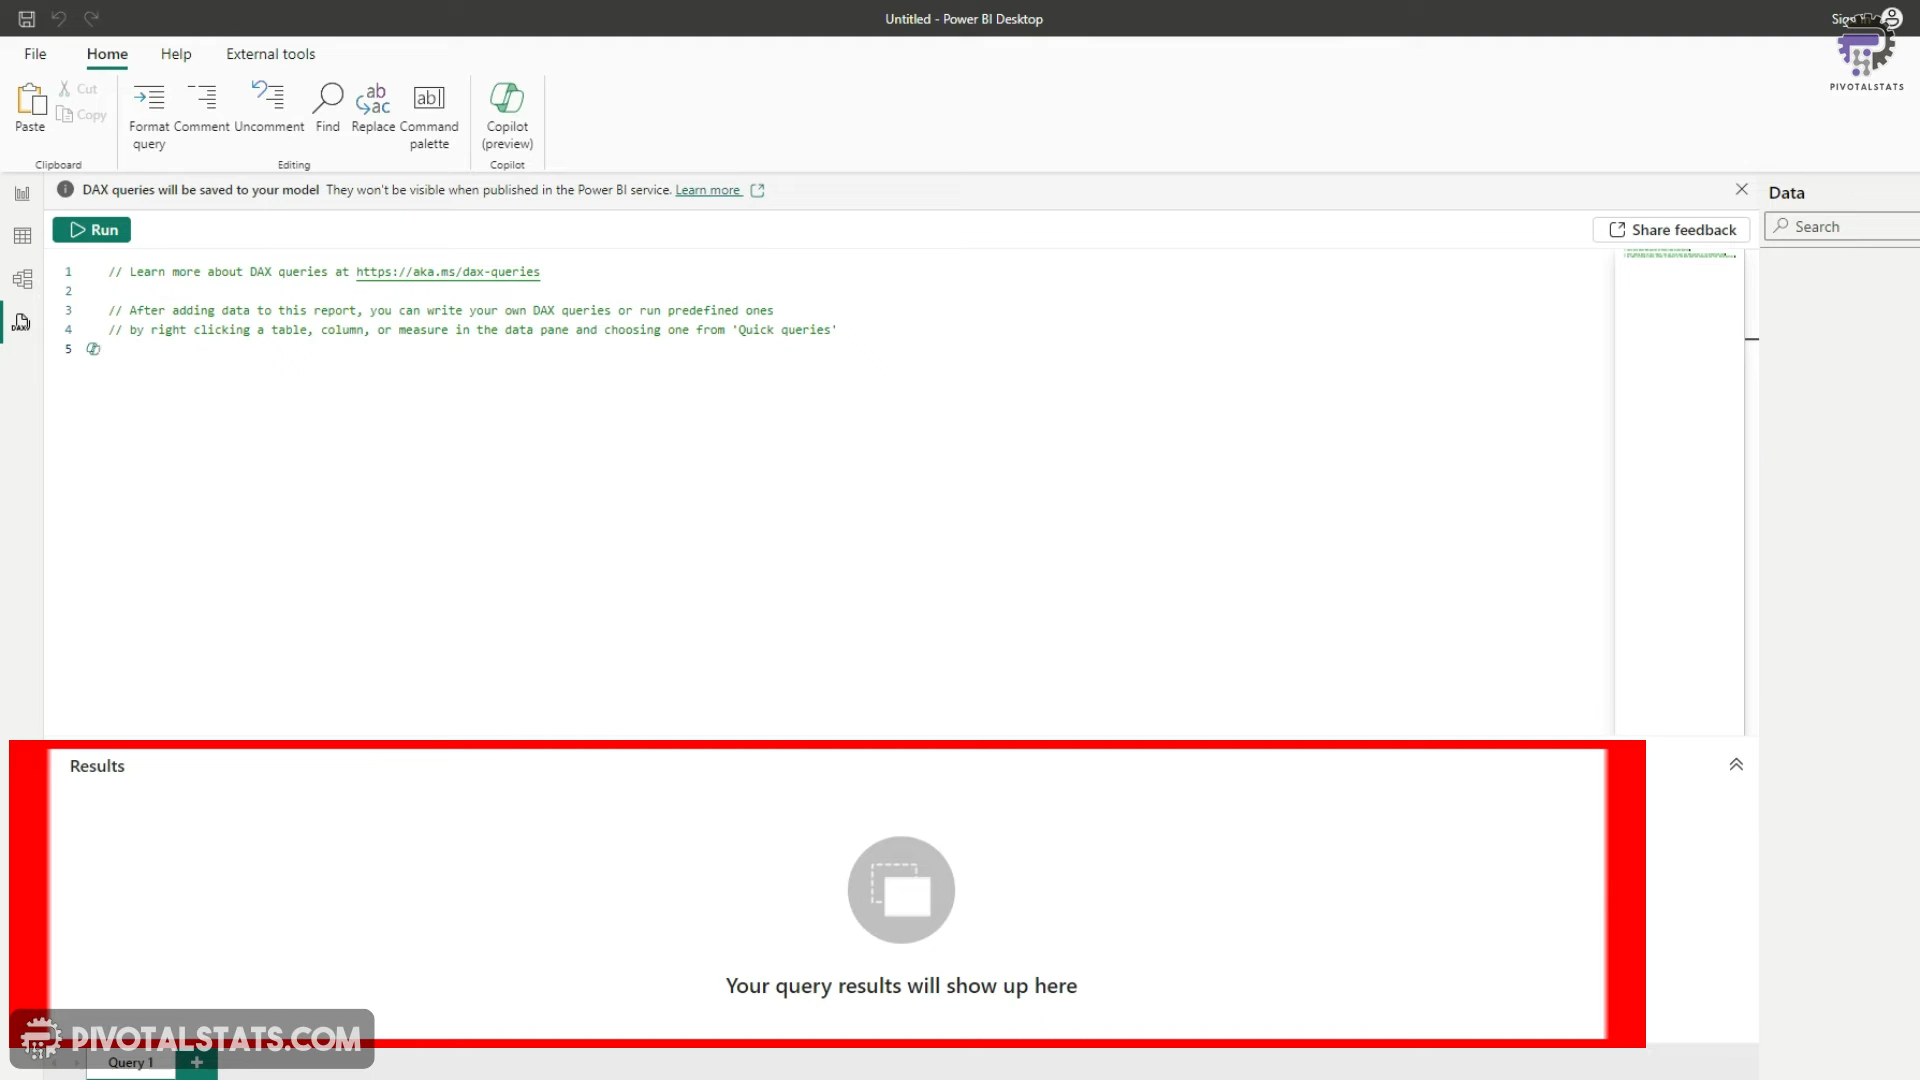 Untitled - Power BI Desktop
PIVOTALSTATS
File Home Help External tools
Paste Cut Copy Format query Comment Uncomment Find Replace Command palette Copilot (preview)
Clipboard Editing Copilot
DAX queries will be saved to your model They won't be visible when published in the Power BI service. Learn more
Data
Run
Share feedback
Search
1 // Learn more about DAX queries at https://aka.ms/dax-queries
2
3 // After adding data to this report, you can write your own DAX queries or run predefined ones
4 // by right clicking a table, column, or measure in the data pane and choosing one from 'Quick queries'
5
Results
Your query results will show up here
PIVOTALSTATS.COM
Query 1 +